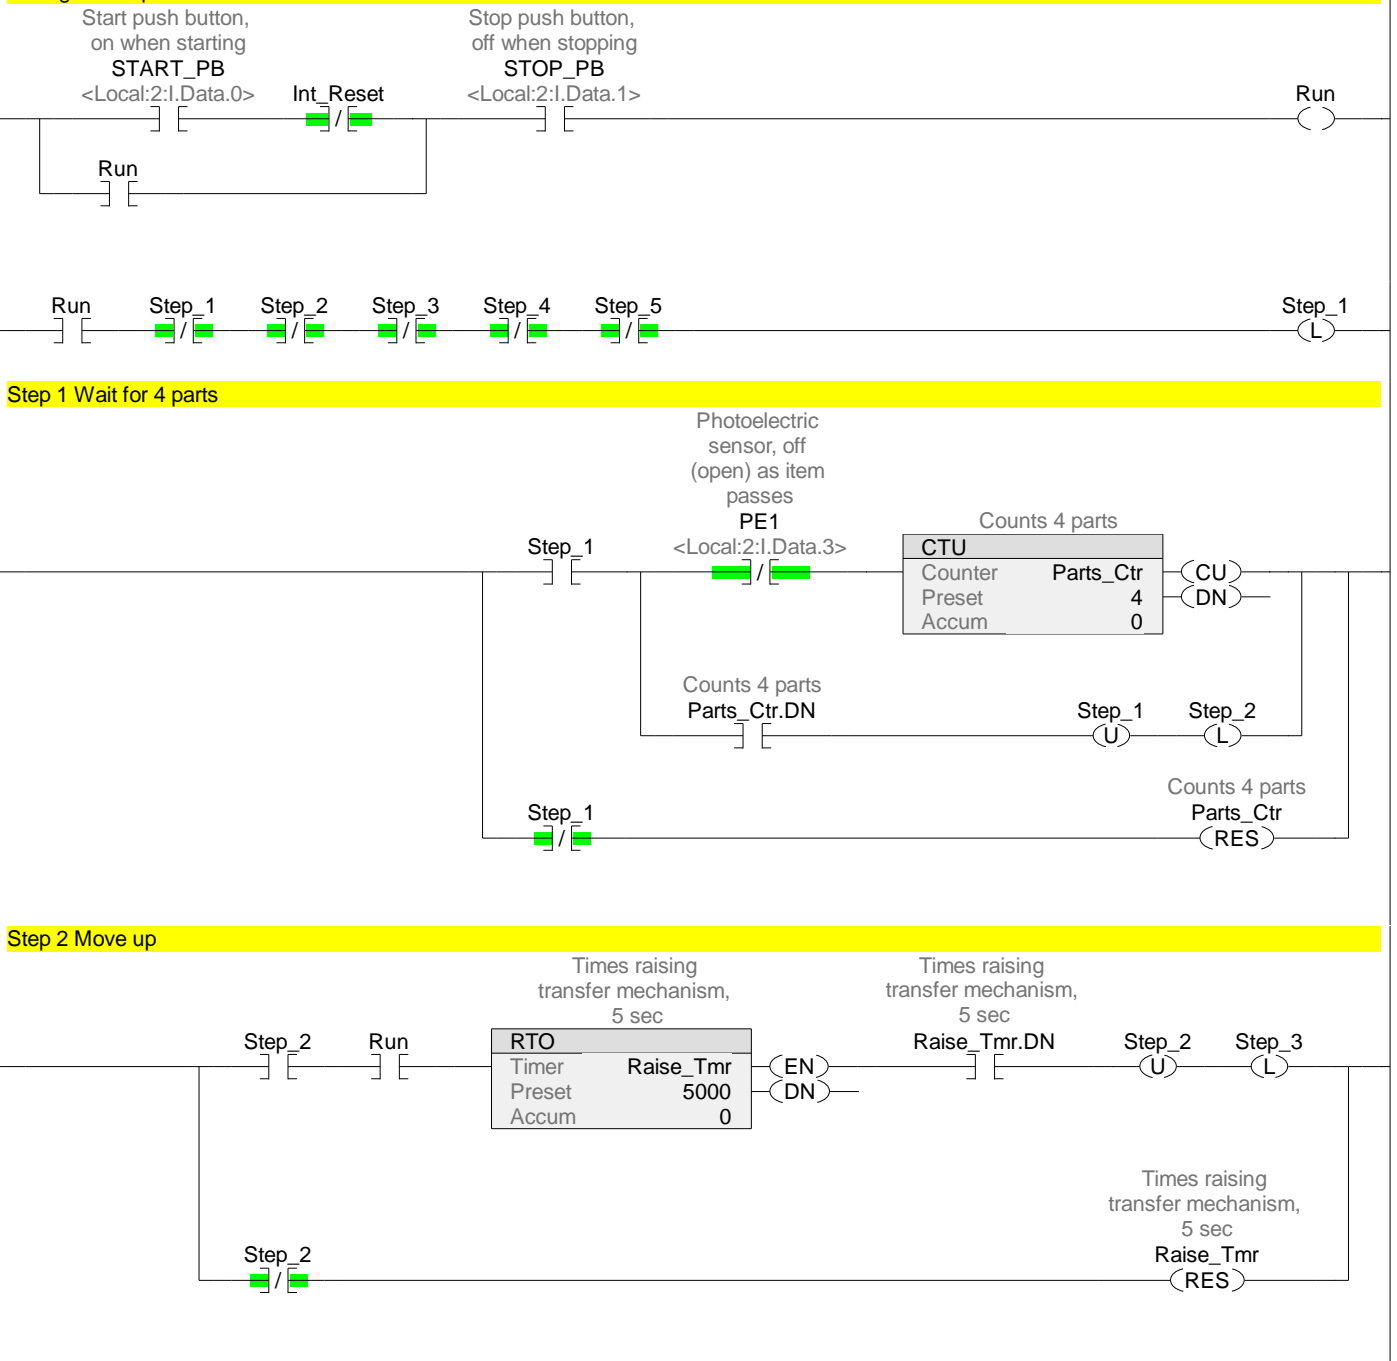 Start push button,
on when starting
START_PB
<Local:2:I.Data.0>
Int_Reset
Stop push button,
off when stopping
STOP_PB
<Local:2:I.Data.1>
Run
/
Run
Run
Step_1
Step_2
Step_3
Step_4
Step_5
Step_1
/
/
/
/
/
L
Step 1 Wait for 4 parts
Photoelectric
sensor, off
(open) as item
passes
PE1
<Local:2:I.Data.3>
Step_1
/
Counts 4 parts
CTU
Counter Parts_Ctr
Preset 4
Accum 0
CU
DN
Counts 4 parts
Parts_Ctr.DN
Step_1
U
Step_2
L
Step_1
/
Counts 4 parts
Parts_Ctr
RES
Step 2 Move up
Step_2
Run
Times raising
transfer mechanism,
5 sec
RTO
Timer Raise_Tmr
Preset 5000
Accum 0
EN
DN
Times raising
transfer mechanism,
5 sec
Raise_Tmr.DN
Step_2
U
Step_3
L
Step_2
/
Times raising
transfer mechanism,
5 sec
Raise_Tmr
RES